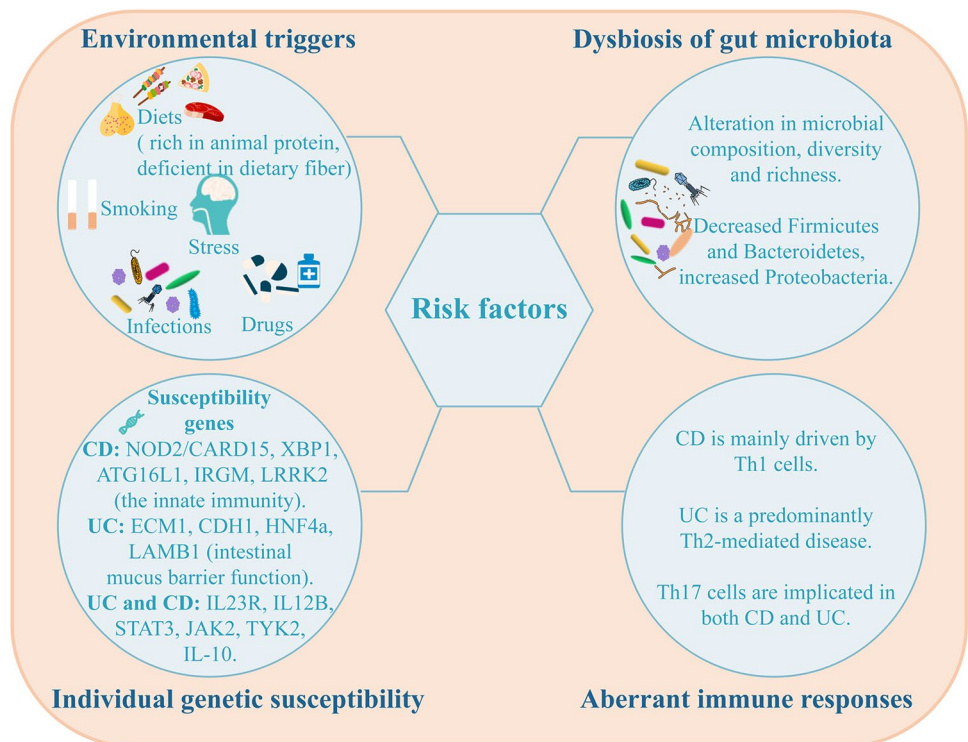 Environmental triggers
Diets
( rich in animal protein,
deficient in dietary fiber)
Smoking
Stress
Infections
Drugs
Dysbiosis of gut microbiota
Alteration in microbial
composition, diversity
and richness.
Decreased Firmicutes
and Bacteroidetes,
increased Proteobacteria.
Risk factors
Susceptibility
genes
CD: NOD2/CARD15, XBP1,
ATG16L1, IRGM, LRRK2
(the innate immunity).
UC: ECM1, CDH1, HNF4a,
LAMB1 (intestinal
mucus barrier function).
UC and CD: IL23R, IL12B,
STAT3, JAK2, TYK2,
IL-10.
Individual genetic susceptibility
CD is mainly driven by
Th1 cells.
UC is a predominantly
Th2-mediated disease.
Th17 cells are implicated in
both CD and UC.
Aberrant immune responses